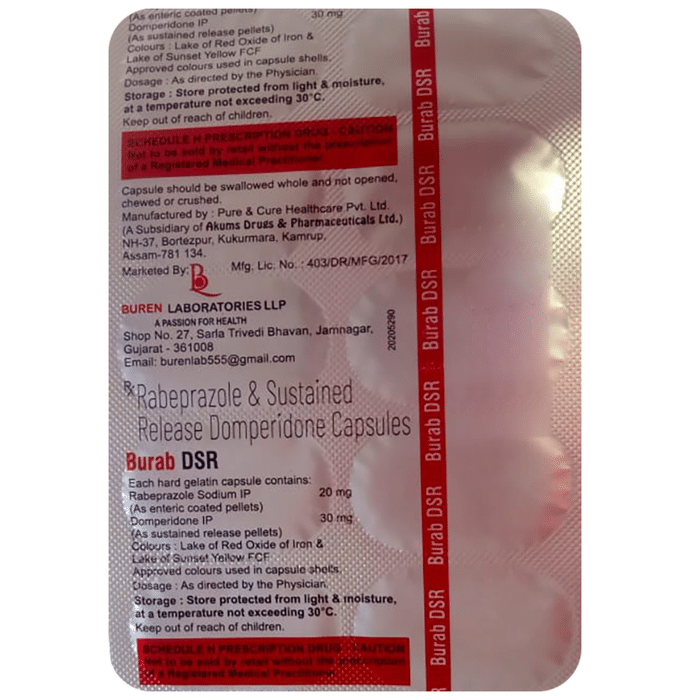 (As enteric coated pellets)
Domperidone IP 30 mg
(As sustained release pellets)
Colours : Lake of Red Oxide of Iron &
Lake of Sunset Yellow FCF
Approved colours used in capsule shells.
Dosage : As directed by the Physician.
Storage : Store protected from light & moisture,
at a temperature not exceeding 30°C.
Keep out of reach of children.
SCHEDULE H PRESCRIPTION DRUG - CAUTION
Not to be sold by retail without the prescription
of a Registered Medical Practitioner.
Capsule should be swallowed whole and not opened,
chewed or crushed.
Manufactured by : Pure & Cure Healthcare Pvt. Ltd.
(A Subsidiary of Akums Drugs & Pharmaceuticals Ltd.)
NH-37, Bortezpur, Kukurmara, Kamrup,
Assam-781 134.
Marketed By: Mfg. Lic. No. : 403/DR/MFG/2017
BUREN LABORATORIES LLP
A PASSION FOR HEALTH
Shop No. 27, Sarla Trivedi Bhavan, Jamnagar,
Gujarat - 361008
Email: burenlab555@gmail.com
20205290
Rx Rabeprazole & Sustained
Release Domperidone Capsules
Burab DSR
Each hard gelatin capsule contains:
Rabeprazole Sodium IP 20 mg
(As enteric coated pellets)
Domperidone IP 30 mg
(As sustained release pellets)
Colours : Lake of Red Oxide of Iron &
Lake of Sunset Yellow FCF
Approved colours used in capsule shells.
Dosage : As directed by the Physician.
Storage : Store protected from light & moisture,
at a temperature not exceeding 30°C.
Keep out of reach of children.
SCHEDULE H PRESCRIPTION DRUG - CAUTION
Not to be sold by retail without the prescription
of a Registered Medical Practitioner.
Burab
Burab DSR
Burab DSR
Burab DSR
Burab DSR
Burab DSR
Burab DSR